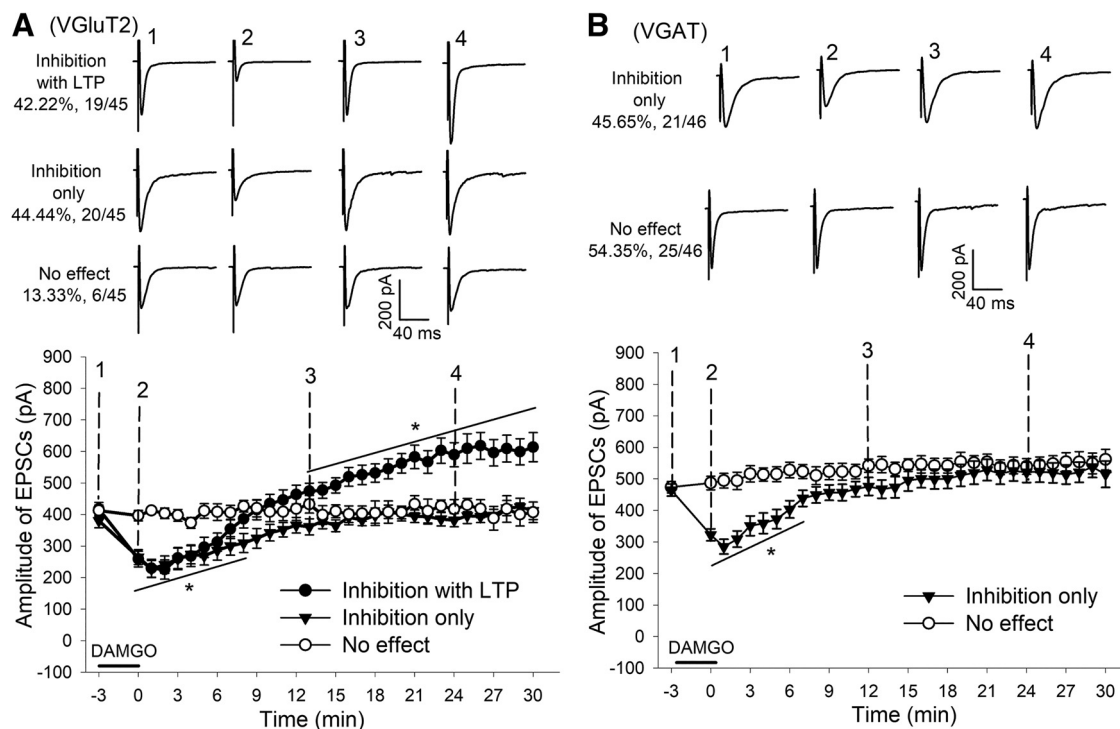 A (VGluT2)
1 2 3 4
Inhibition
with LTP
42.22%, 19/45
Inhibition
only
44.44%, 20/45
No effect
13.33%, 6/45
200 pA
40 ms
900
800
700
600
500
400
300
200
100
0
-100
Amplitude of EPSCs (pA)
1
2
3
4
*
*
Inhibition with LTP
Inhibition only
No effect
DAMGO
-3 0 3 6 9 12 15 18 21 24 27 30
Time (min)
B (VGAT)
1 2 3 4
Inhibition
only
45.65%, 21/46
No effect
54.35%, 25/46
200 pA
40 ms
900
800
700
600
500
400
300
200
100
0
-100
Amplitude of EPSCs (pA)
1
2
3
4
*
Inhibition only
No effect
DAMGO
-3 0 3 6 9 12 15 18 21 24 27 30
Time (min)